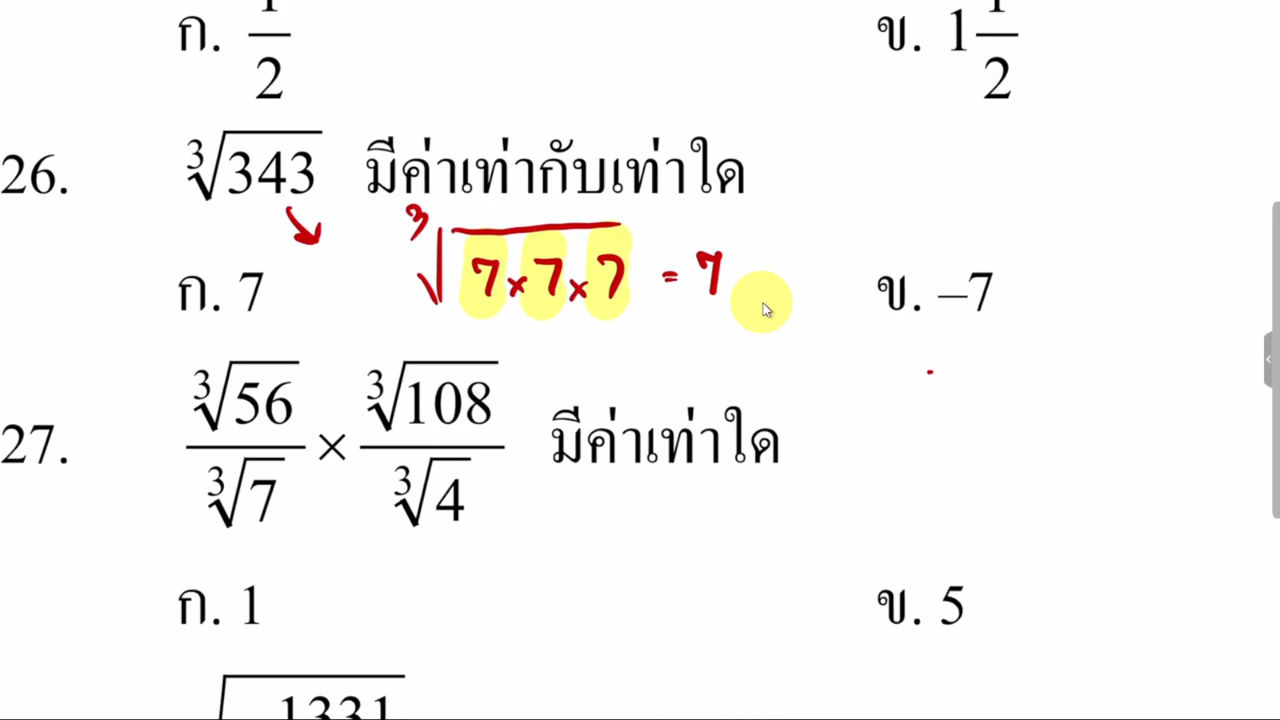 ก. 1/2 ข. 1 1/2
26. ∛343 มีค่าเท่ากับเท่าใด
∛7×7×7 = 7
ก. 7 ข. –7
27. ∛56/∛7 × ∛108/∛4 มีค่าเท่าใด
ก. 1 ข. 5
1331